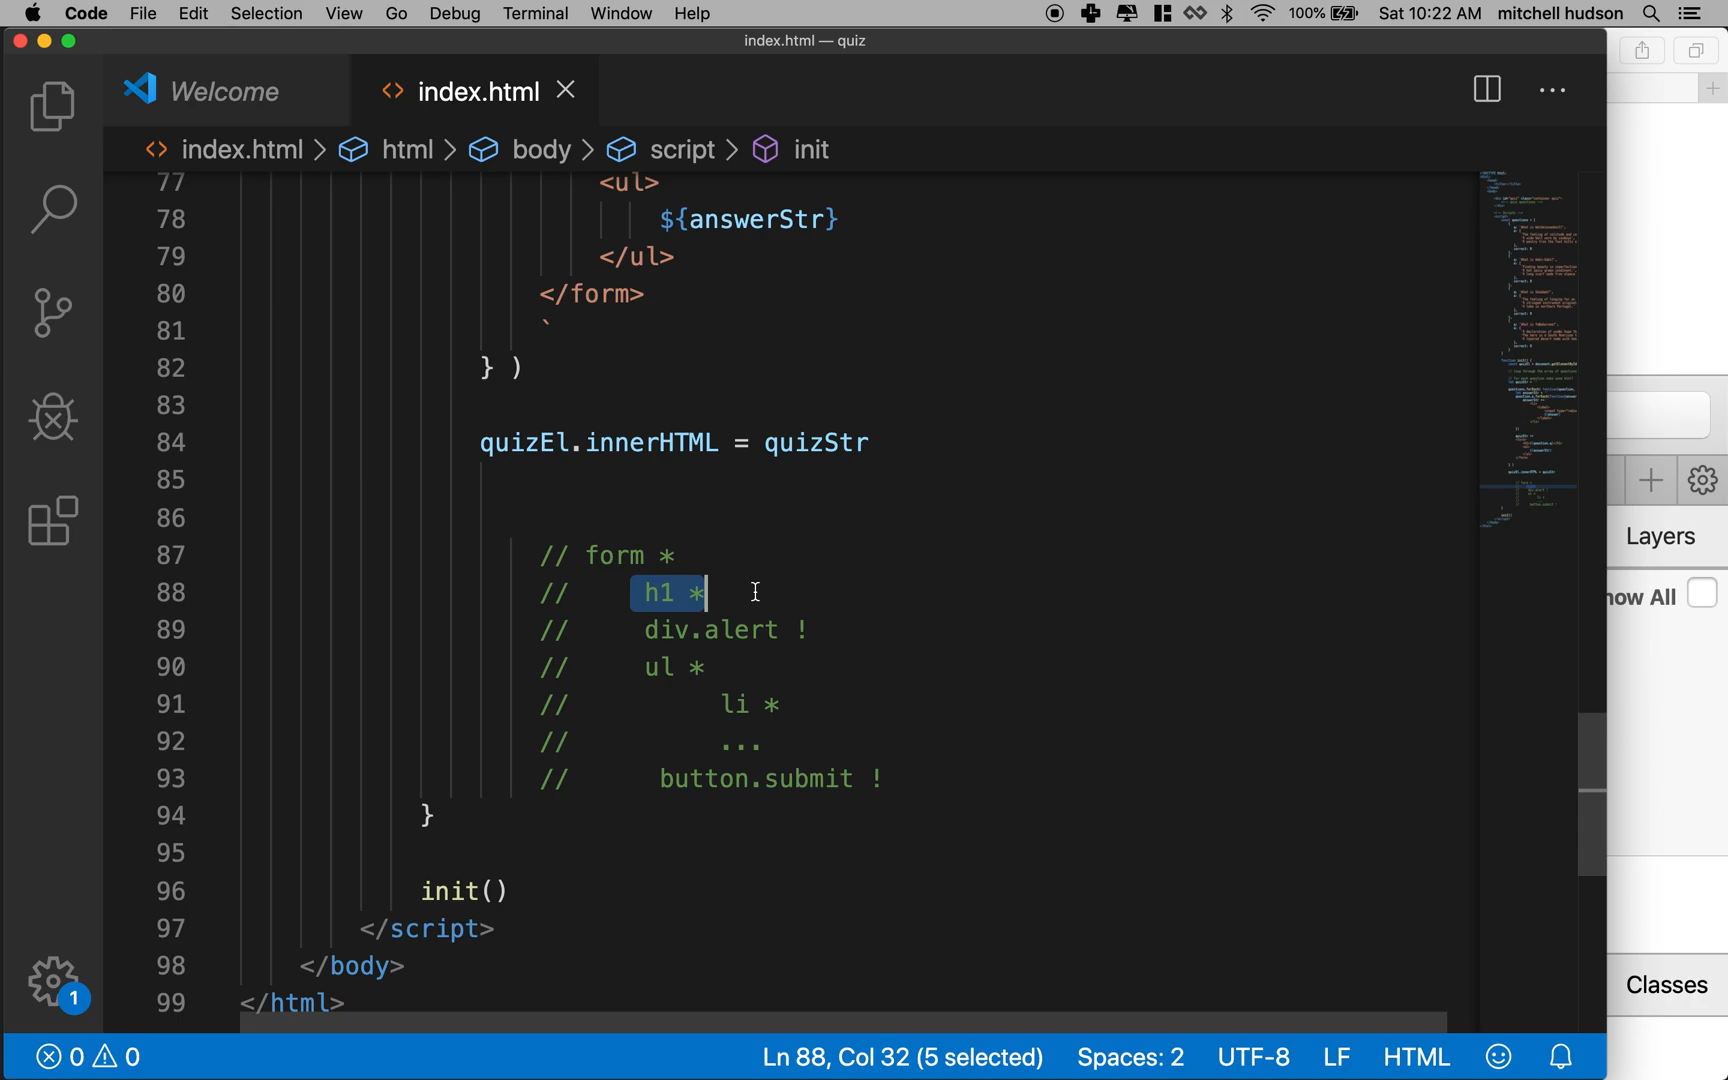 Code File Edit Selection View Go Debug Terminal Window Help 100% Sat 10:22 AM mitchell hudson
index.html — quiz
Welcome <> index.html
<> index.html > html > body > script > init
77 <ul>
78 ${answerStr}
79 </ul>
80 </form>
81 `
82 } )
83
84 quizEl.innerHTML = quizStr
85
86
87 // form *
88 // h1 *
89 // div.alert !
90 // ul *
91 // li *
92 // ...
93 // button.submit !
94 }
95
96 init()
97 </script>
98 </body>
99 </html>
Layers
how All
Classes
1
0 0 Ln 88, Col 32 (5 selected) Spaces: 2 UTF-8 LF HTML